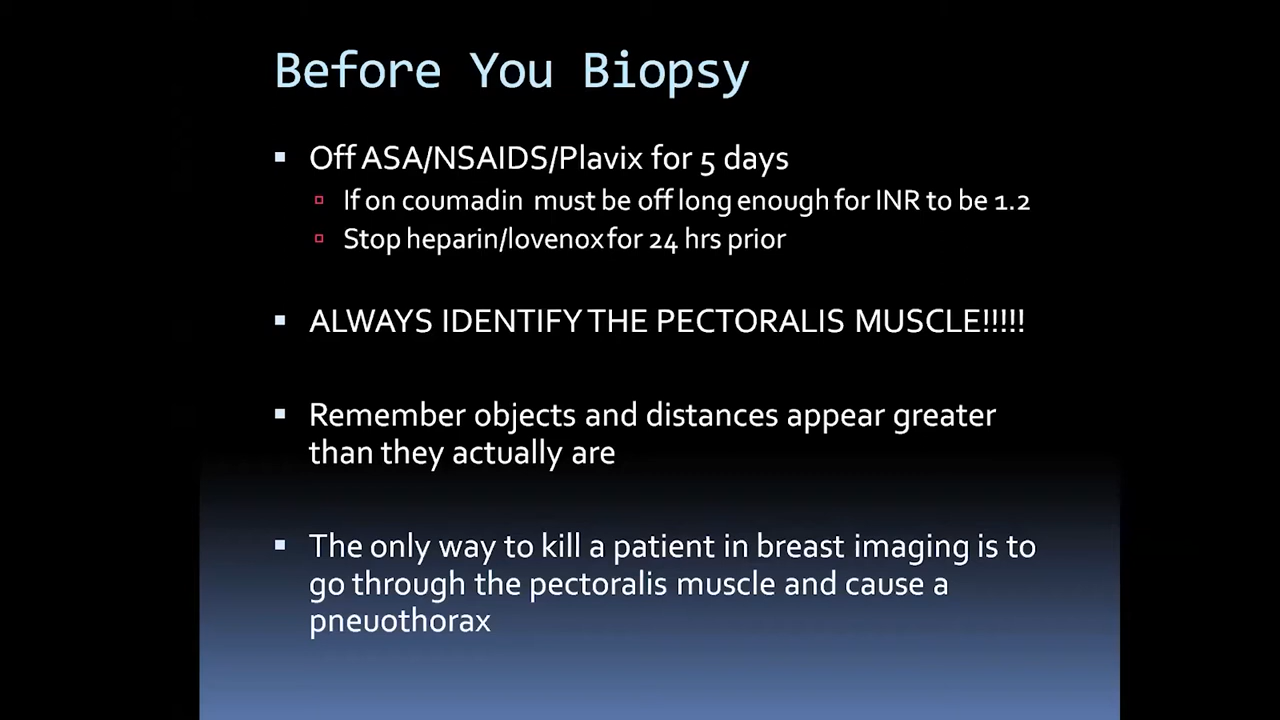 Before You Biopsy
Off ASA/NSAIDS/Plavix for 5 days
If on coumadin must be off long enough for INR to be 1.2
Stop heparin/lovenox for 24 hrs prior
ALWAYS IDENTIFY THE PECTORALIS MUSCLE!!!!!
Remember objects and distances appear greater
than they actually are
The only way to kill a patient in breast imaging is to
go through the pectoralis muscle and cause a
pneuothorax